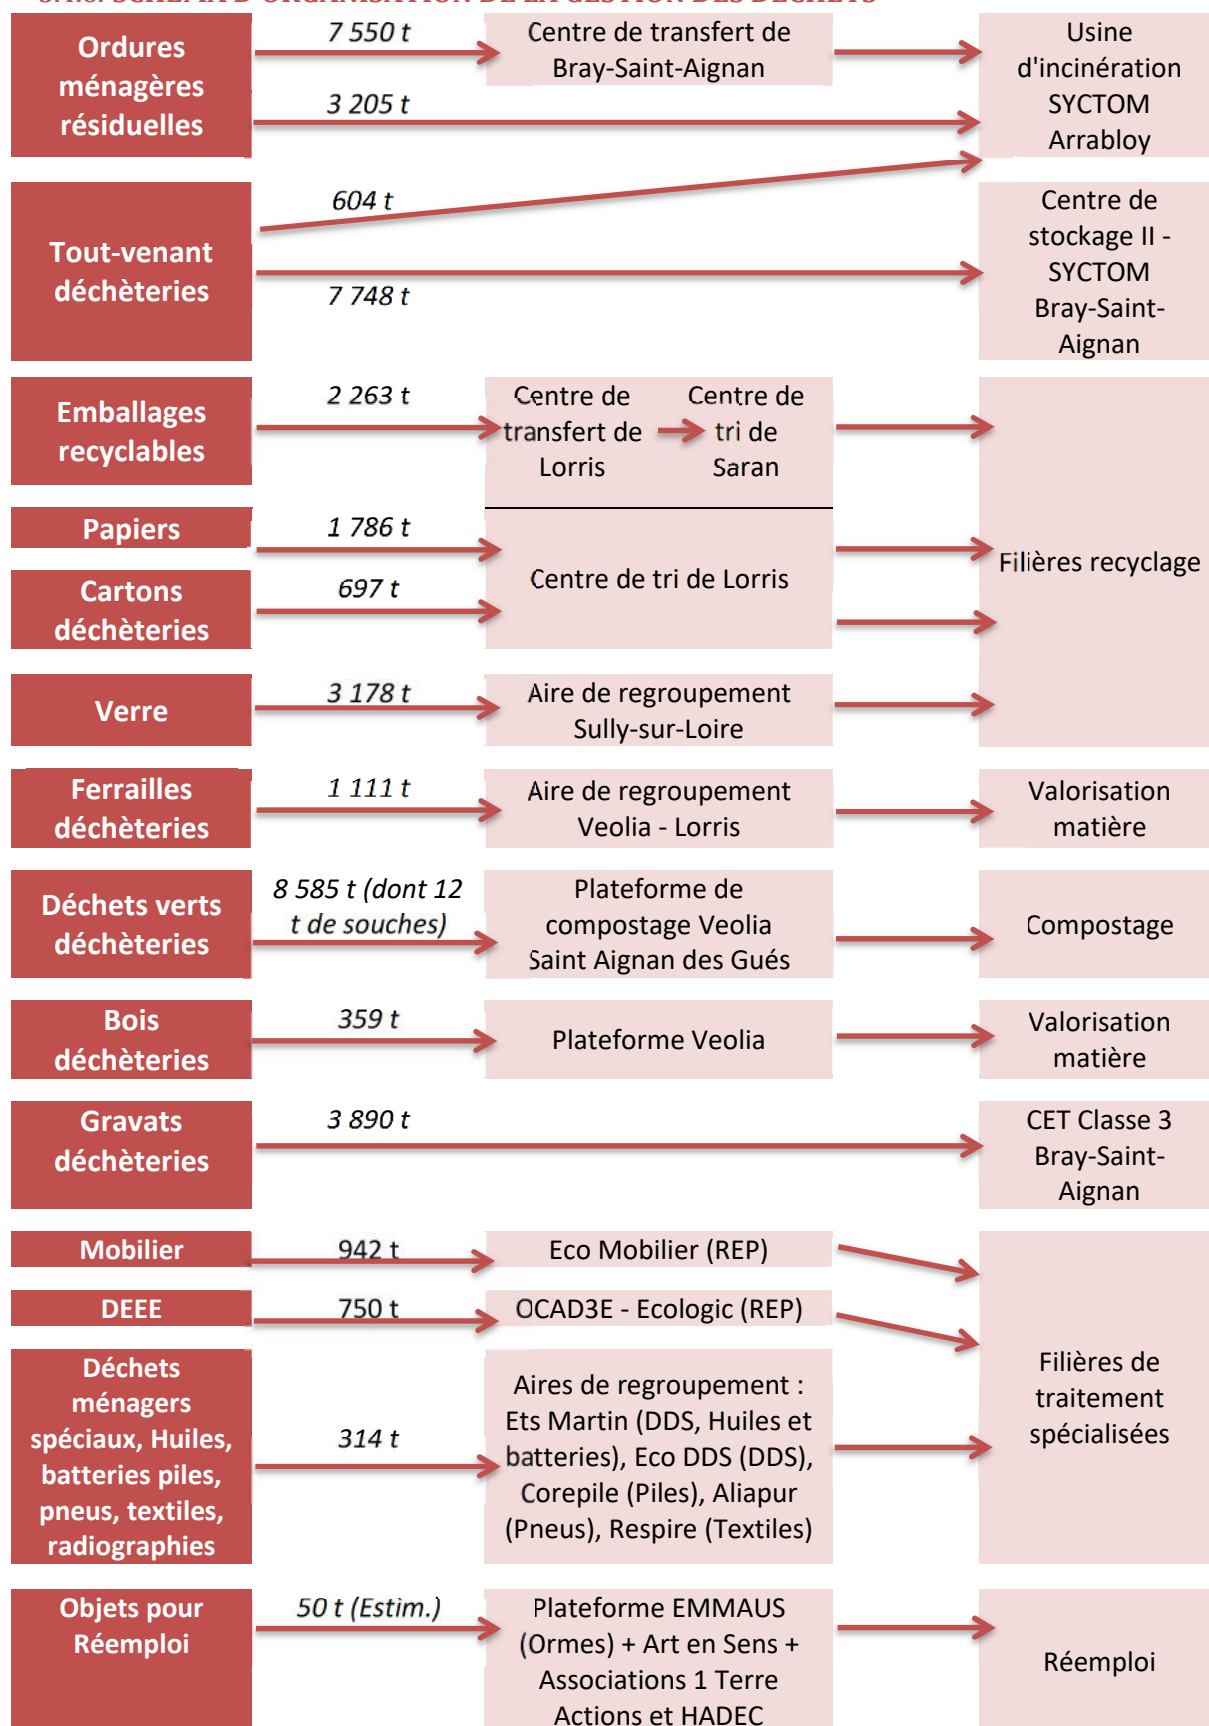 SCHEMA D'ORGANISATION DE LA GESTION DES DECHETS
Ordures
ménagères
résiduelles
7 550 t
3 205 t
Centre de transfert de
Bray-Saint-Aignan
Usine
d'incinération
SYCTOM
Arrabloy
Tout-venant
déchèteries
604 t
7 748 t
Centre de
stockage II -
SYCTOM
Bray-Saint-
Aignan
Emballages
recyclables
2 263 t
Centre de
transfert de
Lorris
Centre de
tri de
Saran
Papiers
1 786 t
Cartons
déchèteries
697 t
Centre de tri de Lorris
Filières recyclage
Verre
3 178 t
Aire de regroupement
Sully-sur-Loire
Ferrailles
déchèteries
1 111 t
Aire de regroupement
Veolia - Lorris
Valorisation
matière
Déchets verts
déchèteries
8 585 t (dont 12
t de souches)
Plateforme de
compostage Veolia
Saint Aignan des Gués
Compostage
Bois
déchèteries
359 t
Plateforme Veolia
Valorisation
matière
Gravats
déchèteries
3 890 t
CET Classe 3
Bray-Saint-
Aignan
Mobilier
942 t
Eco Mobilier (REP)
DEEE
750 t
OCAD3E - Ecologic (REP)
Déchets
ménagers
spéciaux, Huiles,
batteries piles,
pneus, textiles,
radiographies
314 t
Aires de regroupement :
Ets Martin (DDS, Huiles et
batteries), Eco DDS (DDS),
Corepile (Piles), Aliapur
(Pneus), Respire (Textiles)
Filières de
traitement
spécialisées
Objets pour
Réemploi
50 t (Estim.)
Plateforme EMMAUS
(Ormes) + Art en Sens +
Associations 1 Terre
Actions et HADEC
Réemploi